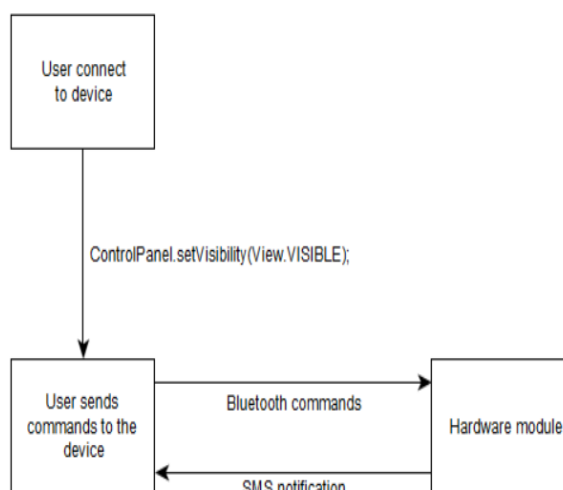 User connect
to device
ControlPanel.setVisibility(View.VISIBLE);
User sends
commands to the
device
Bluetooth commands
Hardware module
SMS notification